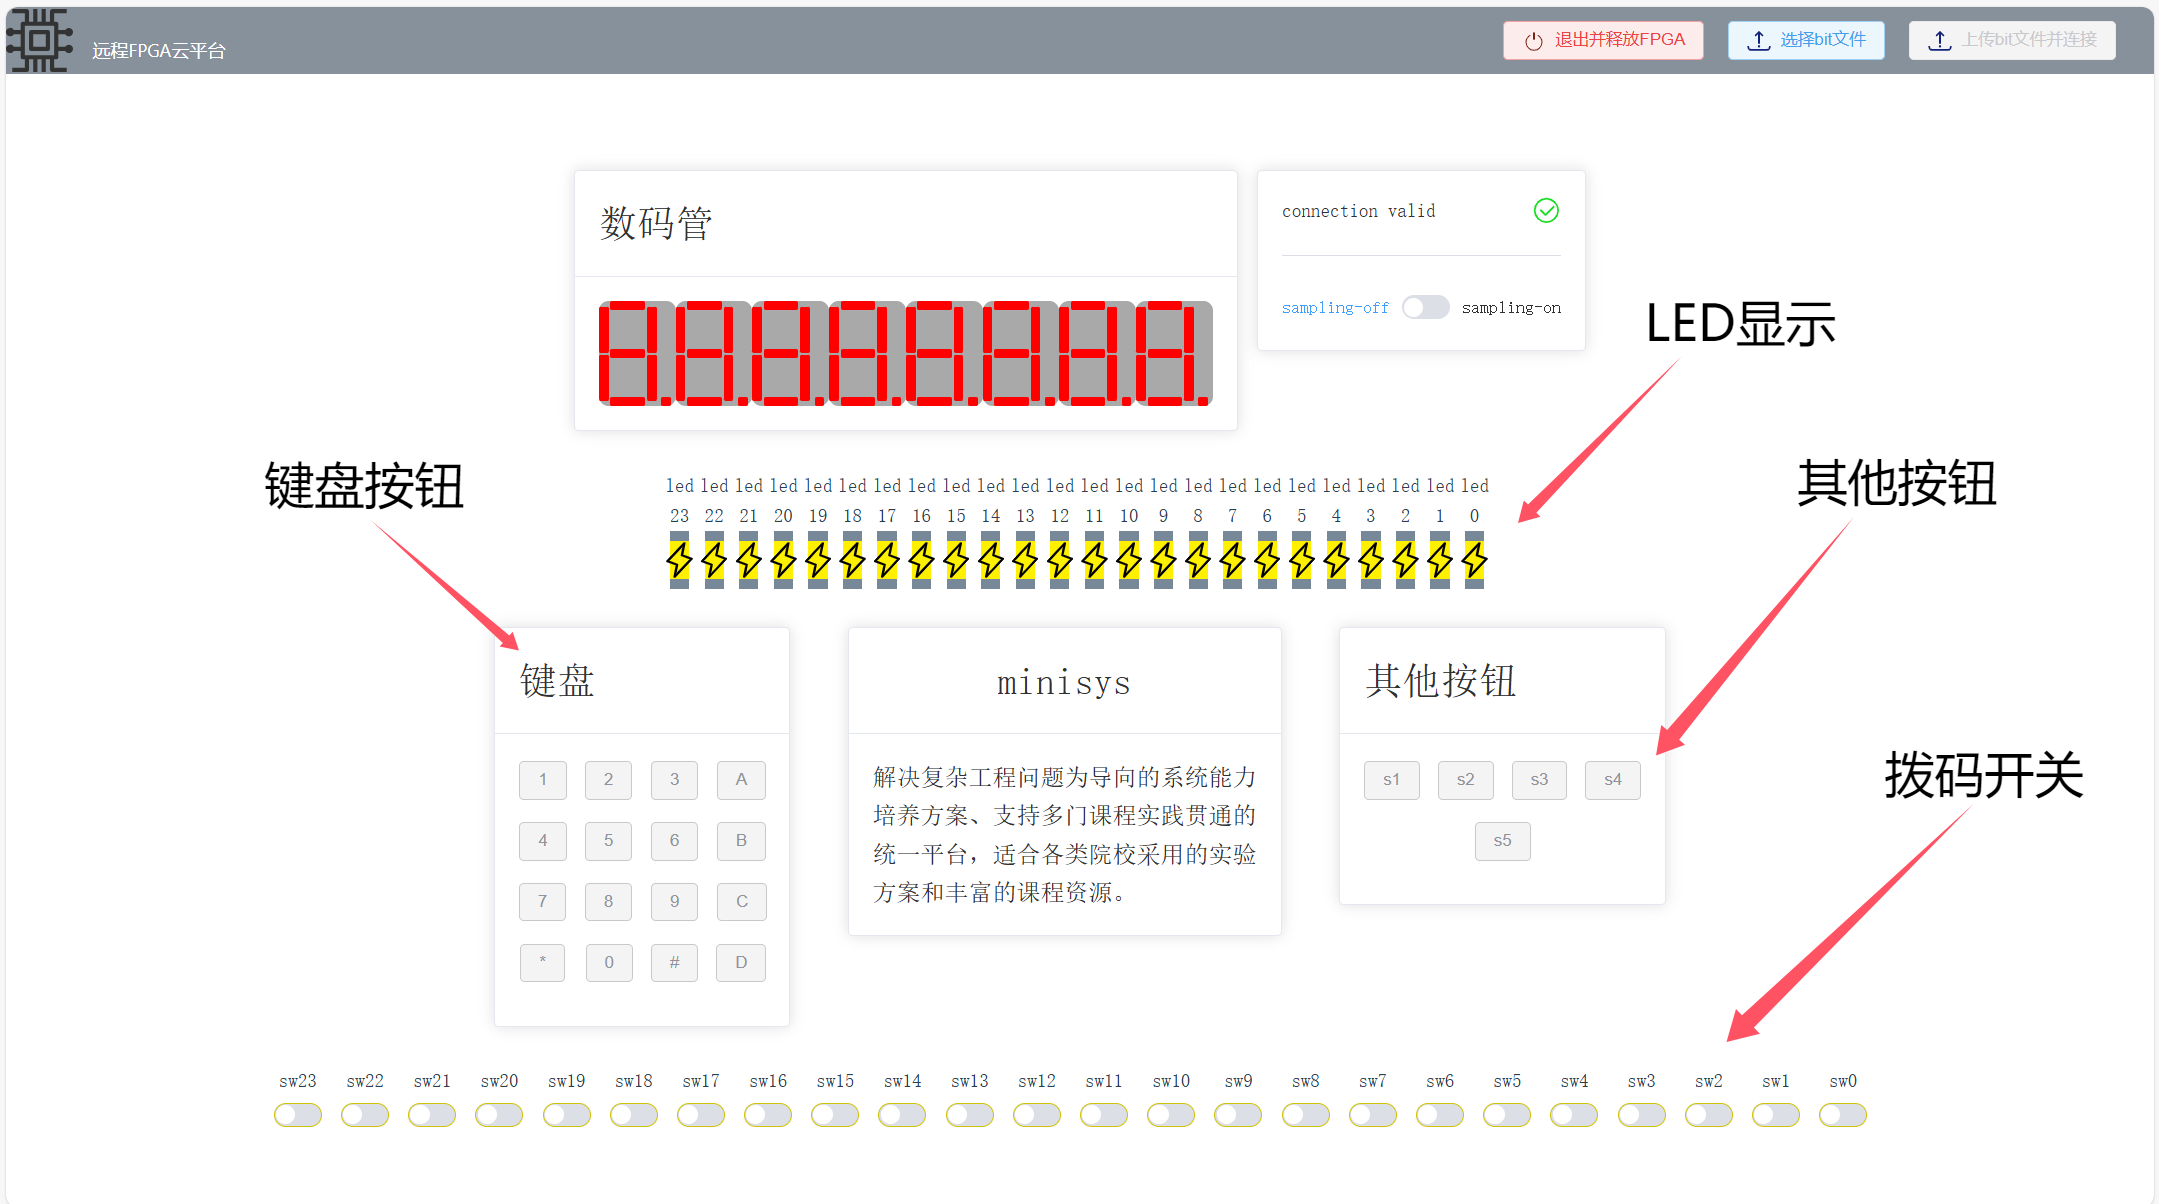 远程FPGA云平台
退出并释放FPGA
选择bit文件
上传bit文件并连接
数码管
connection valid
sampling-off sampling-on
LED显示
键盘按钮
其他按钮
led led led led led led led led led led led led led led led led led led led led led led led led
23 22 21 20 19 18 17 16 15 14 13 12 11 10 9 8 7 6 5 4 3 2 1 0
键盘
1 2 3 A
4 5 6 B
7 8 9 C
* 0 # D
minisys
解决复杂工程问题为导向的系统能力
培养方案、支持多门课程实践贯通的
统一平台，适合各类院校采用的实验
方案和丰富的课程资源。
其他按钮
s1 s2 s3 s4
s5
拨码开关
sw23 sw22 sw21 sw20 sw19 sw18 sw17 sw16 sw15 sw14 sw13 sw12 sw11 sw10 sw9 sw8 sw7 sw6 sw5 sw4 sw3 sw2 sw1 sw0